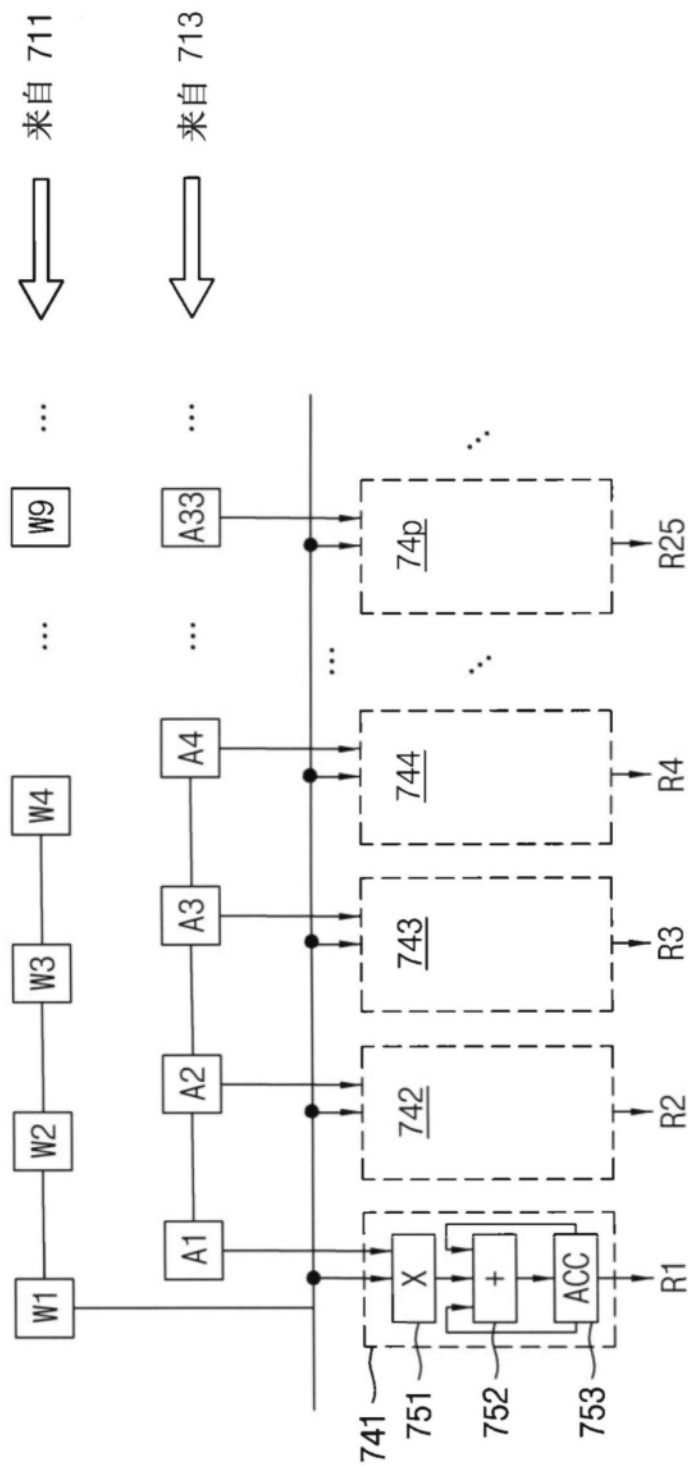 W1 W2 W3 W4 ... W9 ... 来自 711
A1 A2 A3 A4 ... A33 ... 来自 713
...
741 742 743 744 ... 74p ...
751 X
752 +
753 ACC
R1 R2 R3 R4 R25